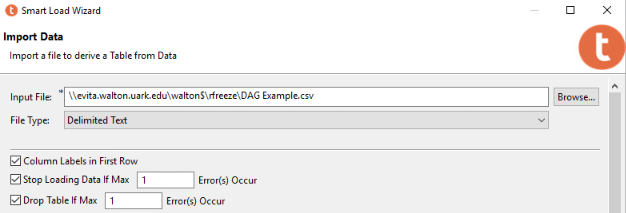 Smart Load Wizard
Import Data
Import a file to derive a Table from Data
t
Input File: * \\evita.walton.uark.edu\walton$\rfreeze\DAG Example.csv Browse...
File Type: Delimited Text
Column Labels in First Row
Stop Loading Data If Max 1 Error(s) Occur
Drop Table If Max 1 Error(s) Occur